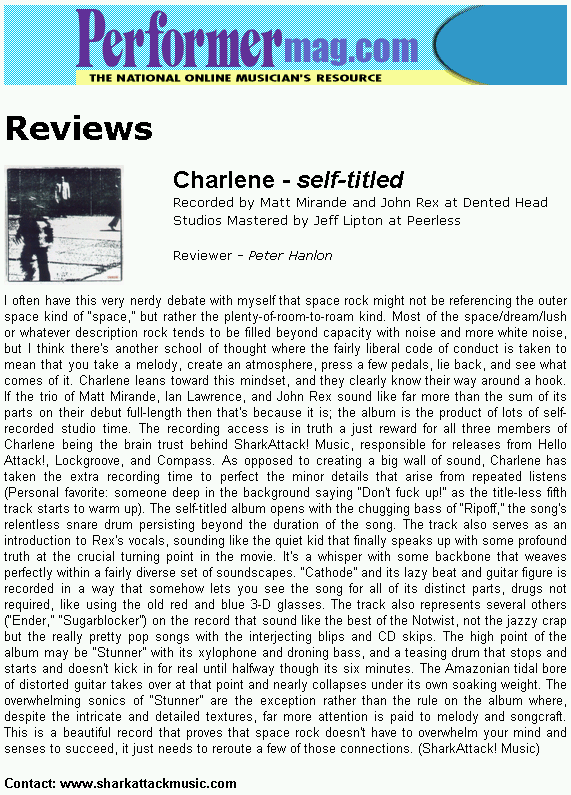 Performermag.com
THE NATIONAL ONLINE MUSICIAN'S RESOURCE
Reviews
Charlene - self-titled
Recorded by Matt Mirande and John Rex at Dented Head
Studios Mastered by Jeff Lipton at Peerless
Reviewer – Peter Hanlon
I often have this very nerdy debate with myself that space rock might not be referencing the outer
space kind of "space," but rather the plenty-of-room-to-roam kind. Most of the space/dream/lush
or whatever description rock tends to be filled beyond capacity with noise and more white noise,
but I think there's another school of thought where the fairly liberal code of conduct is taken to
mean that you take a melody, create an atmosphere, press a few pedals, lie back, and see what
comes of it. Charlene leans toward this mindset, and they clearly know their way around a hook.
If the trio of Matt Mirande, Ian Lawrence, and John Rex sound like far more than the sum of its
parts on their debut full-length then that's because it is; the album is the product of lots of self-
recorded studio time. The recording access is in truth a just reward for all three members of
Charlene being the brain trust behind SharkAttack! Music, responsible for releases from Hello
Attack!, Lockgroove, and Compass. As opposed to creating a big wall of sound, Charlene has
taken the extra recording time to perfect the minor details that arise from repeated listens
(Personal favorite: someone deep in the background saying "Don't fuck up!" as the title-less fifth
track starts to warm up). The self-titled album opens with the chugging bass of "Ripoff," the song's
relentless snare drum persisting beyond the duration of the song. The track also serves as an
introduction to Rex's vocals, sounding like the quiet kid that finally speaks up with some profound
truth at the crucial turning point in the movie. It's a whisper with some backbone that weaves
perfectly within a fairly diverse set of soundscapes. "Cathode" and its lazy beat and guitar figure is
recorded in a way that somehow lets you see the song for all of its distinct parts, drugs not
required, like using the old red and blue 3-D glasses. The track also represents several others
("Ender," "Sugarblocker") on the record that sound like the best of the Notwist, not the jazzy crap
but the really pretty pop songs with the interjecting blips and CD skips. The high point of the
album may be "Stunner" with its xylophone and droning bass, and a teasing drum that stops and
starts and doesn't kick in for real until halfway though its six minutes. The Amazonian tidal bore
of distorted guitar takes over at that point and nearly collapses under its own soaking weight. The
overwhelming sonics of "Stunner" are the exception rather than the rule on the album where,
despite the intricate and detailed textures, far more attention is paid to melody and songcraft.
This is a beautiful record that proves that space rock doesn't have to overwhelm your mind and
senses to succeed, it just needs to reroute a few of those connections. (SharkAttack! Music)
Contact: www.sharkattackmusic.com